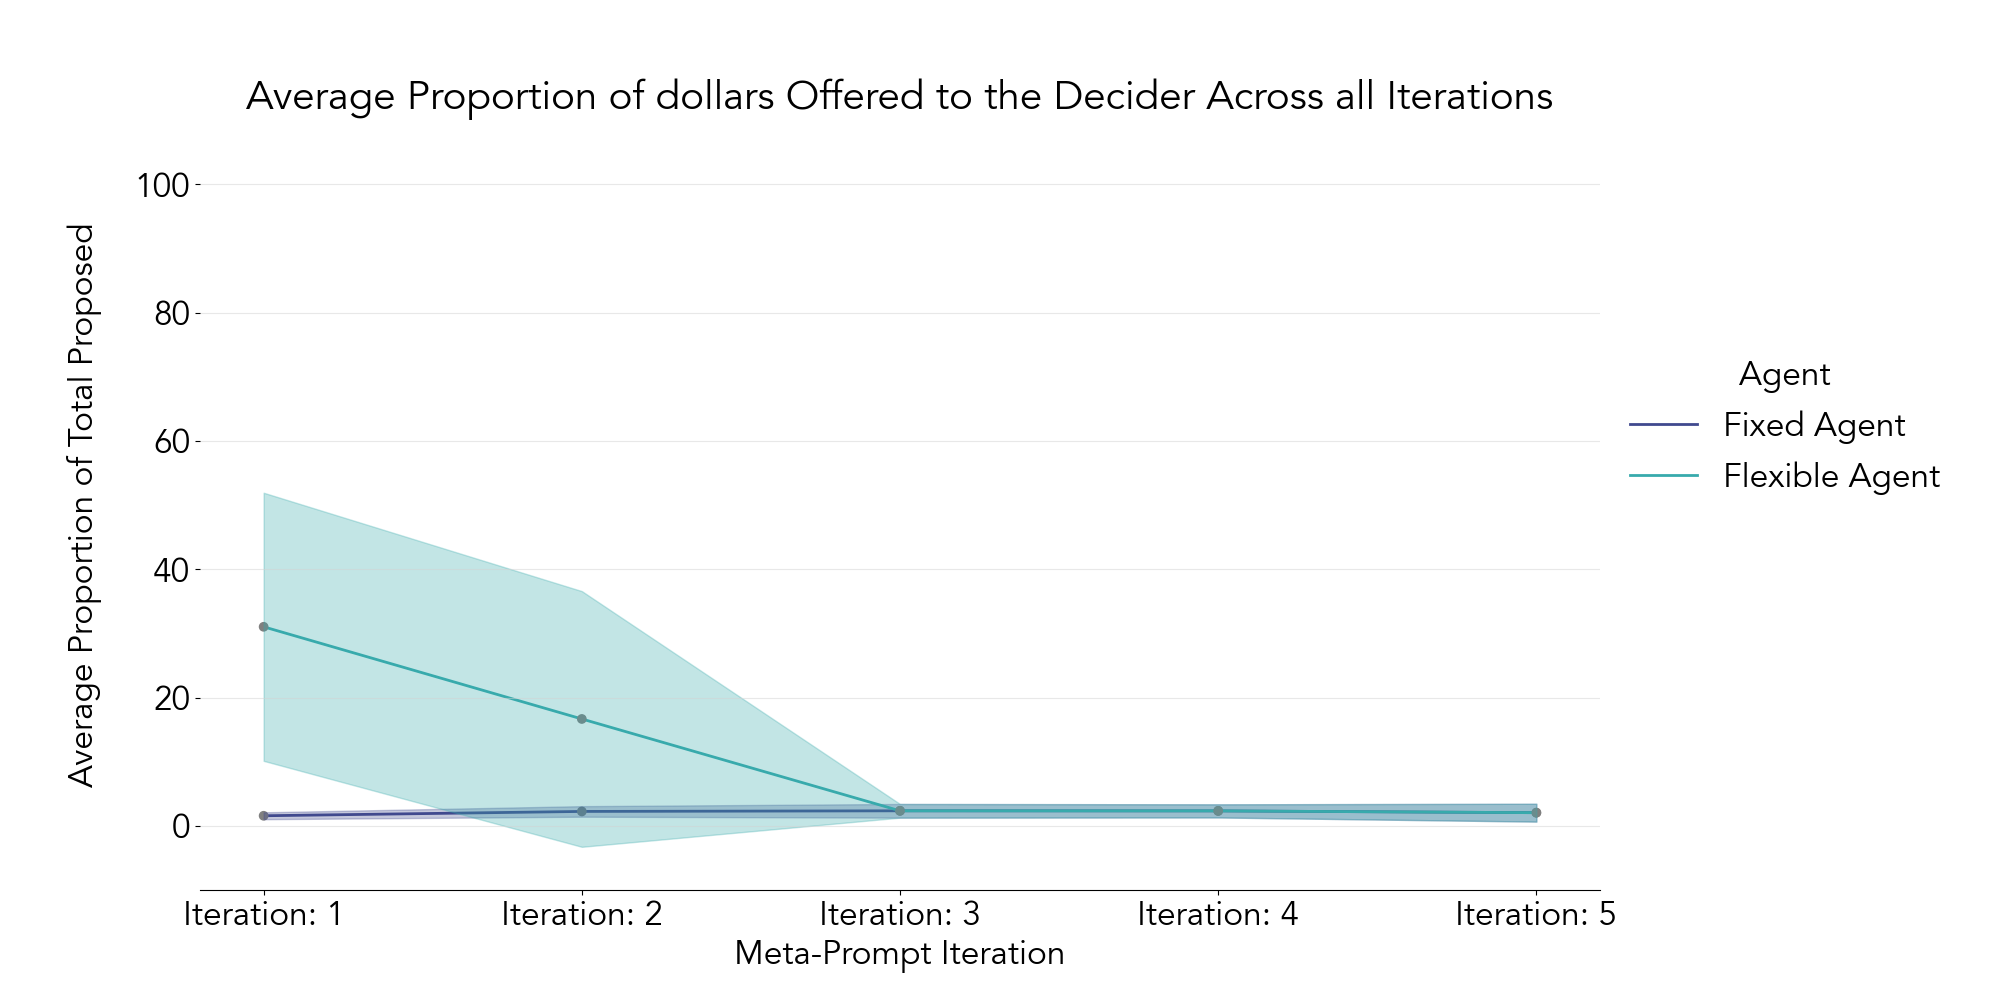 Average Proportion of dollars Offered to the Decider Across all Iterations
Average Proportion of Total Proposed
100
80
60
40
20
0
Iteration: 1
Iteration: 2
Iteration: 3
Iteration: 4
Iteration: 5
Meta-Prompt Iteration
Agent
Fixed Agent
Flexible Agent